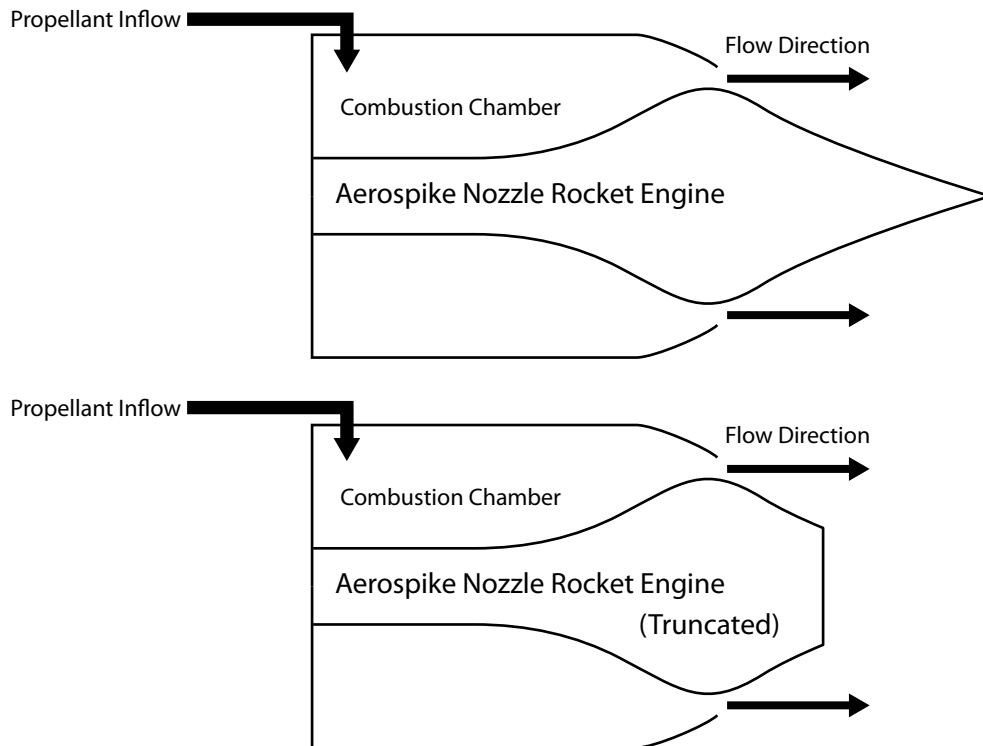 Propellant Inflow
Flow Direction
Combustion Chamber
Aerospike Nozzle Rocket Engine
Propellant Inflow
Flow Direction
Combustion Chamber
Aerospike Nozzle Rocket Engine
(Truncated)